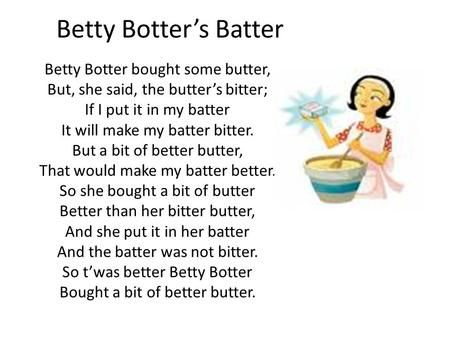 Betty Botter’s Batter
Betty Botter bought some butter,
But, she said, the butter’s bitter;
If I put it in my batter
It will make my batter bitter.
But a bit of better butter,
That would make my batter better.
So she bought a bit of butter
Better than her bitter butter,
And she put it in her batter
And the batter was not bitter.
So t’was better Betty Botter
Bought a bit of better butter.